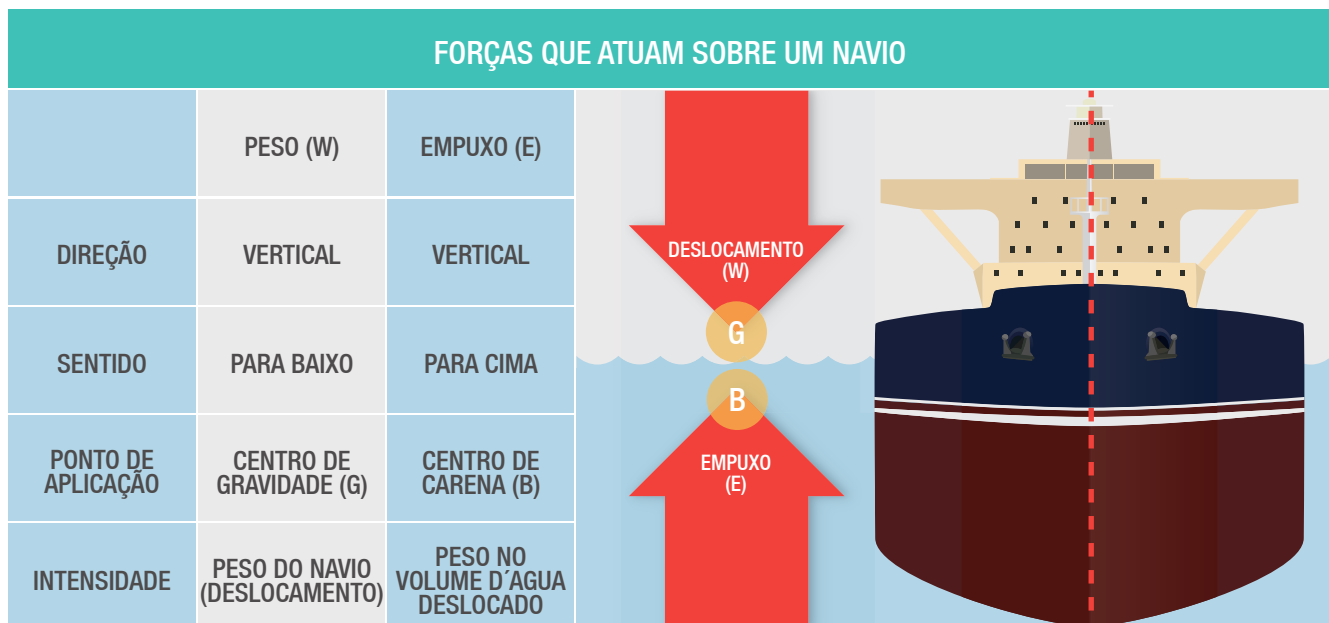 FORÇAS QUE ATUAM SOBRE UM NAVIO
PESO (W)
EMPUXO (E)
DIREÇÃO
VERTICAL
VERTICAL
SENTIDO
PARA BAIXO
PARA CIMA
PONTO DE
APLICAÇÃO
CENTRO DE
GRAVIDADE (G)
CENTRO DE
CARENA (B)
INTENSIDADE
PESO DO NAVIO
(DESLOCAMENTO)
PESO NO
VOLUME D´AGUA
DESLOCADO
DESLOCAMENTO
(W)
G
B
EMPUXO
(E)